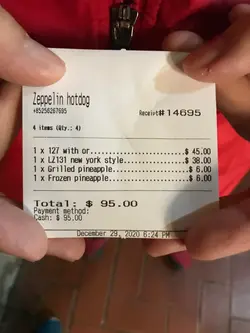 Zeppelin hotdog
+85256267695
Receipt#14695
4 items (Qty.: 4)
1 x 127 with or....................$ 45.00
1 x LZ131 new york style...........$ 38.00
1 x Grilled pineapple..............$ 6.00
1 x Frozen pineapple...............$ 6.00
Total: $ 95.00
Payment method:
Cash: $ 95.00
December 29, 2020 6:24 PM